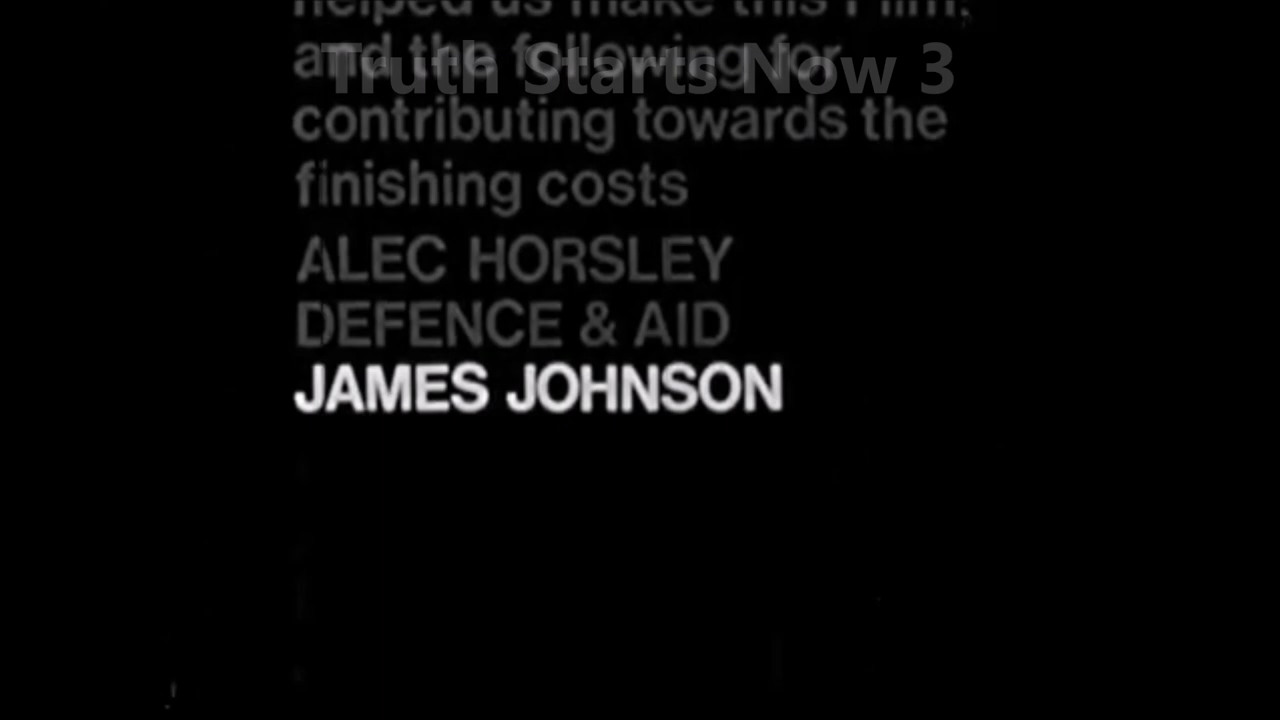 helped us make this Film,
and the following for
Truth Starts Now 3
contributing towards the
finishing costs
ALEC HORSLEY
DEFENCE & AID
JAMES JOHNSON